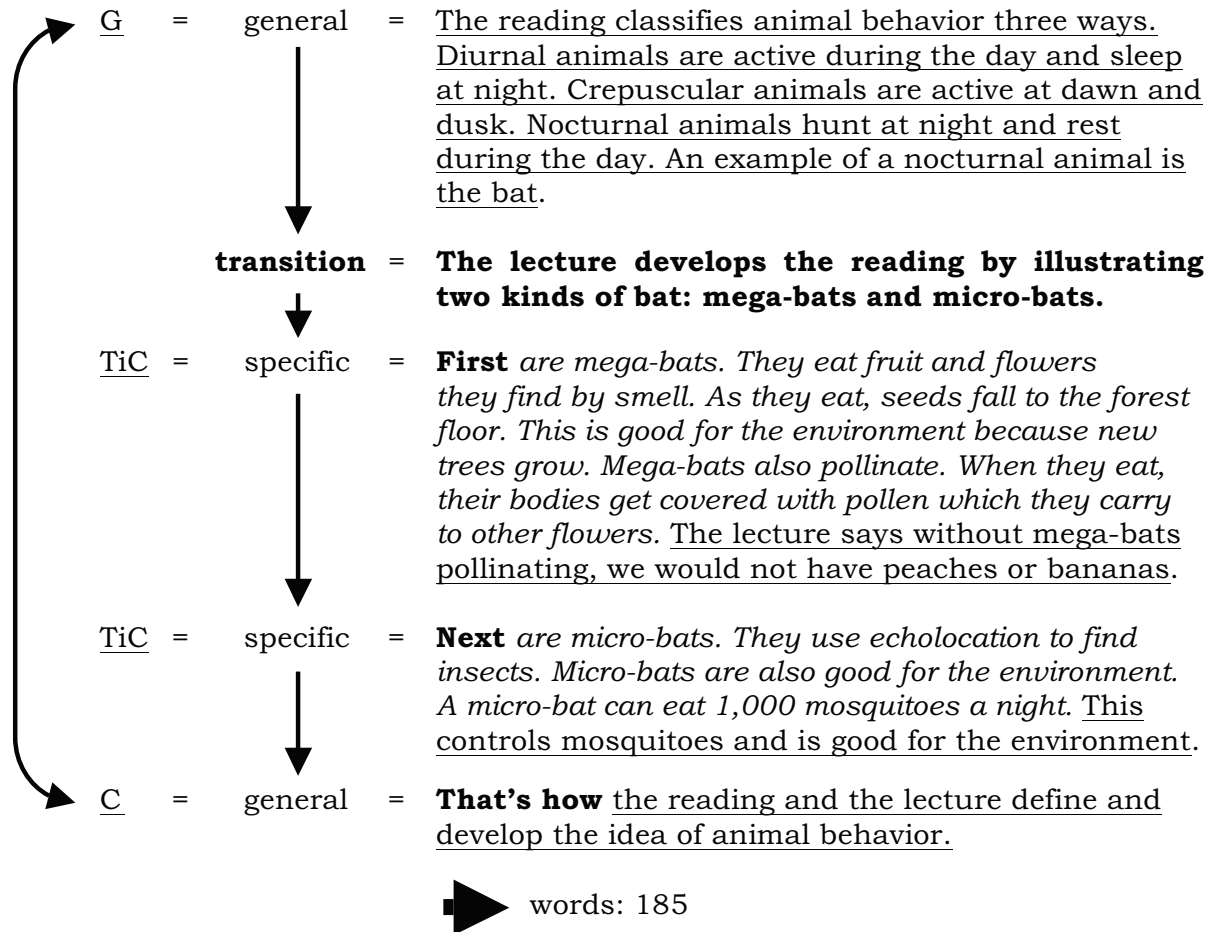 G = general = The reading classifies animal behavior three ways.
Diurnal animals are active during the day and sleep
at night. Crepuscular animals are active at dawn and
dusk. Nocturnal animals hunt at night and rest
during the day. An example of a nocturnal animal is
the bat.
transition = The lecture develops the reading by illustrating
two kinds of bat: mega-bats and micro-bats.
TiC = specific = First are mega-bats. They eat fruit and flowers
they find by smell. As they eat, seeds fall to the forest
floor. This is good for the environment because new
trees grow. Mega-bats also pollinate. When they eat,
their bodies get covered with pollen which they carry
to other flowers. The lecture says without mega-bats
pollinating, we would not have peaches or bananas.
TiC = specific = Next are micro-bats. They use echolocation to find
insects. Micro-bats are also good for the environment.
A micro-bat can eat 1,000 mosquitoes a night. This
controls mosquitoes and is good for the environment.
C = general = That's how the reading and the lecture define and
develop the idea of animal behavior.
words: 185